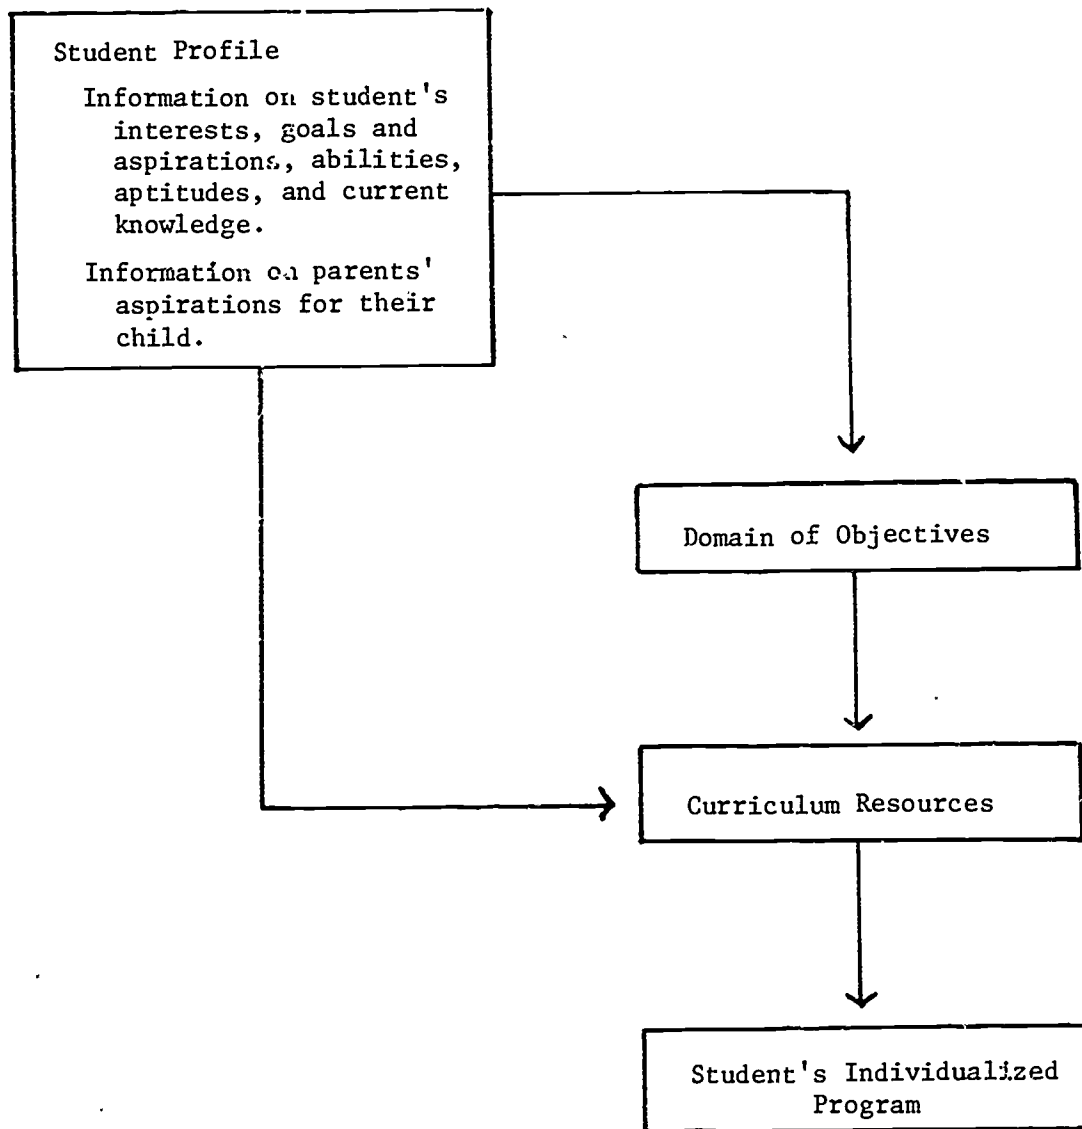 Student Profile
Information on student's
interests, goals and
aspirations, abilities,
aptitudes, and current
knowledge.
Information on parents'
aspirations for their
child.
Domain of Objectives
Curriculum Resources
Student's Individualized
Program